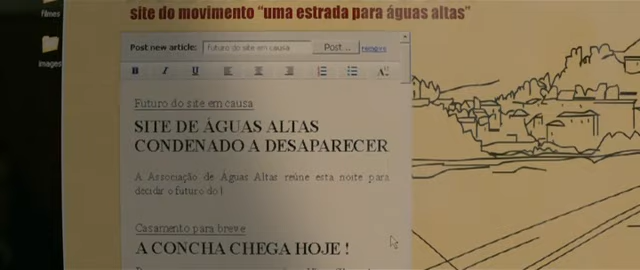 filmes
images
site do movimento "uma estrada para águas altas"
Post new article: Futuro do site em causa Post...
B I U
Futuro do site em causa
SITE DE ÁGUAS ALTAS
CONDENADO A DESAPARECER
A Associação de Águas Altas reúne esta noite para
decidir o futuro do
Casamento para breve
A CONCHA CHEGA HOJE !